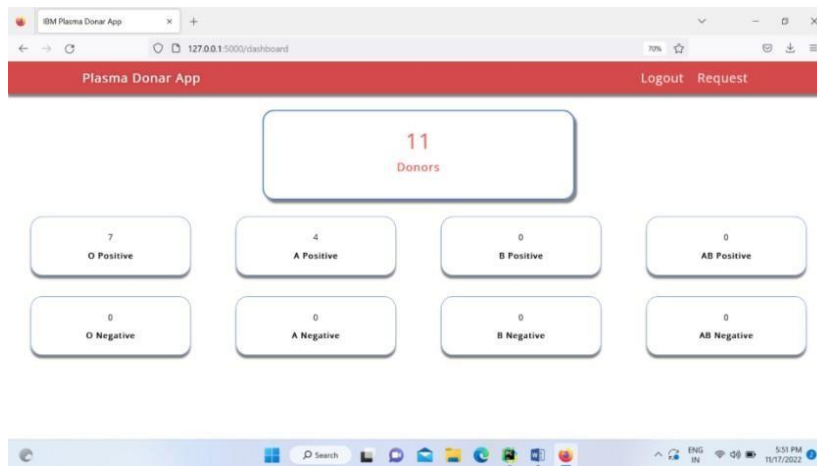 IBM Plasma Donor App
127.0.0.1:5000/dashboard
70%
Plasma Donar App
Logout Request
11
Donors
7
O Positive
4
A Positive
0
B Positive
0
AB Positive
0
O Negative
0
A Negative
0
B Negative
0
AB Negative
Search
ENG
IN
5:51 PM
11/17/2022
2